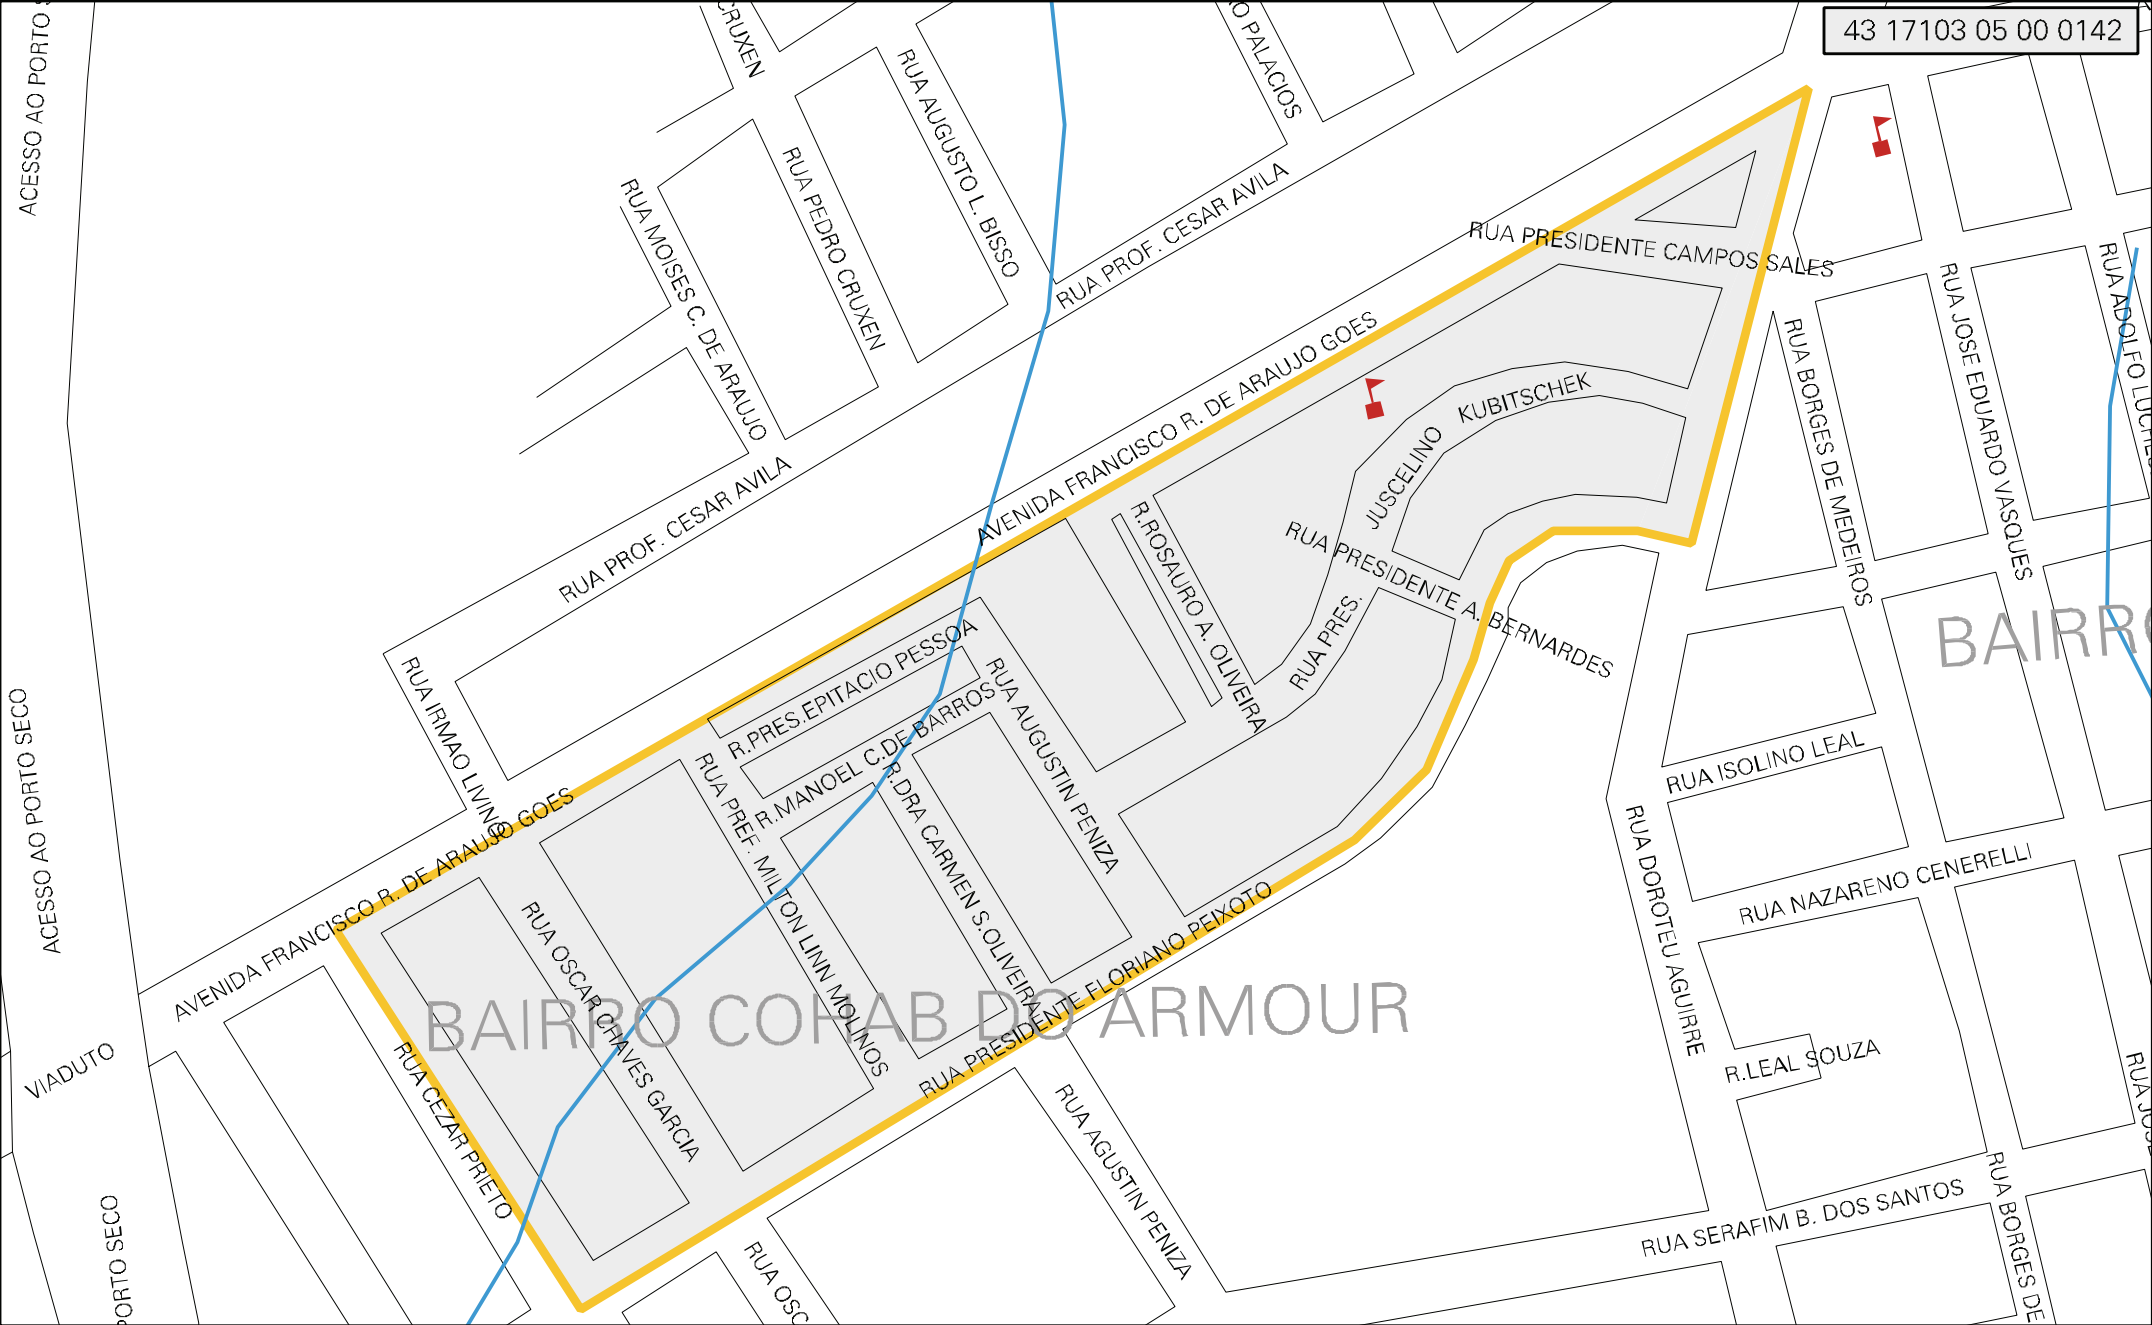 43 17103 05 00 0142
ACESSO AO PORTO S
CRUXEN
RUA AUGUSTO L. BISSO
O PALACIOS
RUA PEDRO CRUXEN
RUA MOISES C. DE ARAUJO
RUA PROF. CESAR AVILA
RUA PRESIDENTE CAMPOS SALES
RUA JOSE EDUARDO VASQUES
RUA ADOLFO LUCHES
RUA BORGES DE MEDEIROS
AVENIDA FRANCISCO R. DE ARAUJO GOES
JUSCELINO
KUBITSCHEK
RUA PROF. CESAR AVILA
R.ROSAURO A. OLIVEIRA
RUA PRESIDENTE A. BERNARDES
RUA PRES.
BAIRRO
R.PRES.EPITACIO PESSOA
RUA IRMAO LIVINO
R.MANOEL C.DE BARROS
RUA AUGUSTIN PENIZA
ACESSO AO PORTO SECO
RUA PREF. MILTON LINN MOLINOS
R.DRA CARMEN S.OLIVEIRA
RUA ISOLINO LEAL
AVENIDA FRANCISCO R. DE ARAUJO GOES
RUA DOROTEU AGUIRRE
RUA NAZARENO CENERELLI
RUA OSCAR CHAVES GARCIA
RUA PRESIDENTE FLORIANO PEIXOTO
BAIRRO COHAB DO ARMOUR
VIADUTO
RUA CEZAR PRIETO
R.LEAL SOUZA
RUA AGUSTIN PENIZA
RUA JOSE
PORTO SECO
RUA OSC
RUA SERAFIM B. DOS SANTOS
RUA BORGES DE